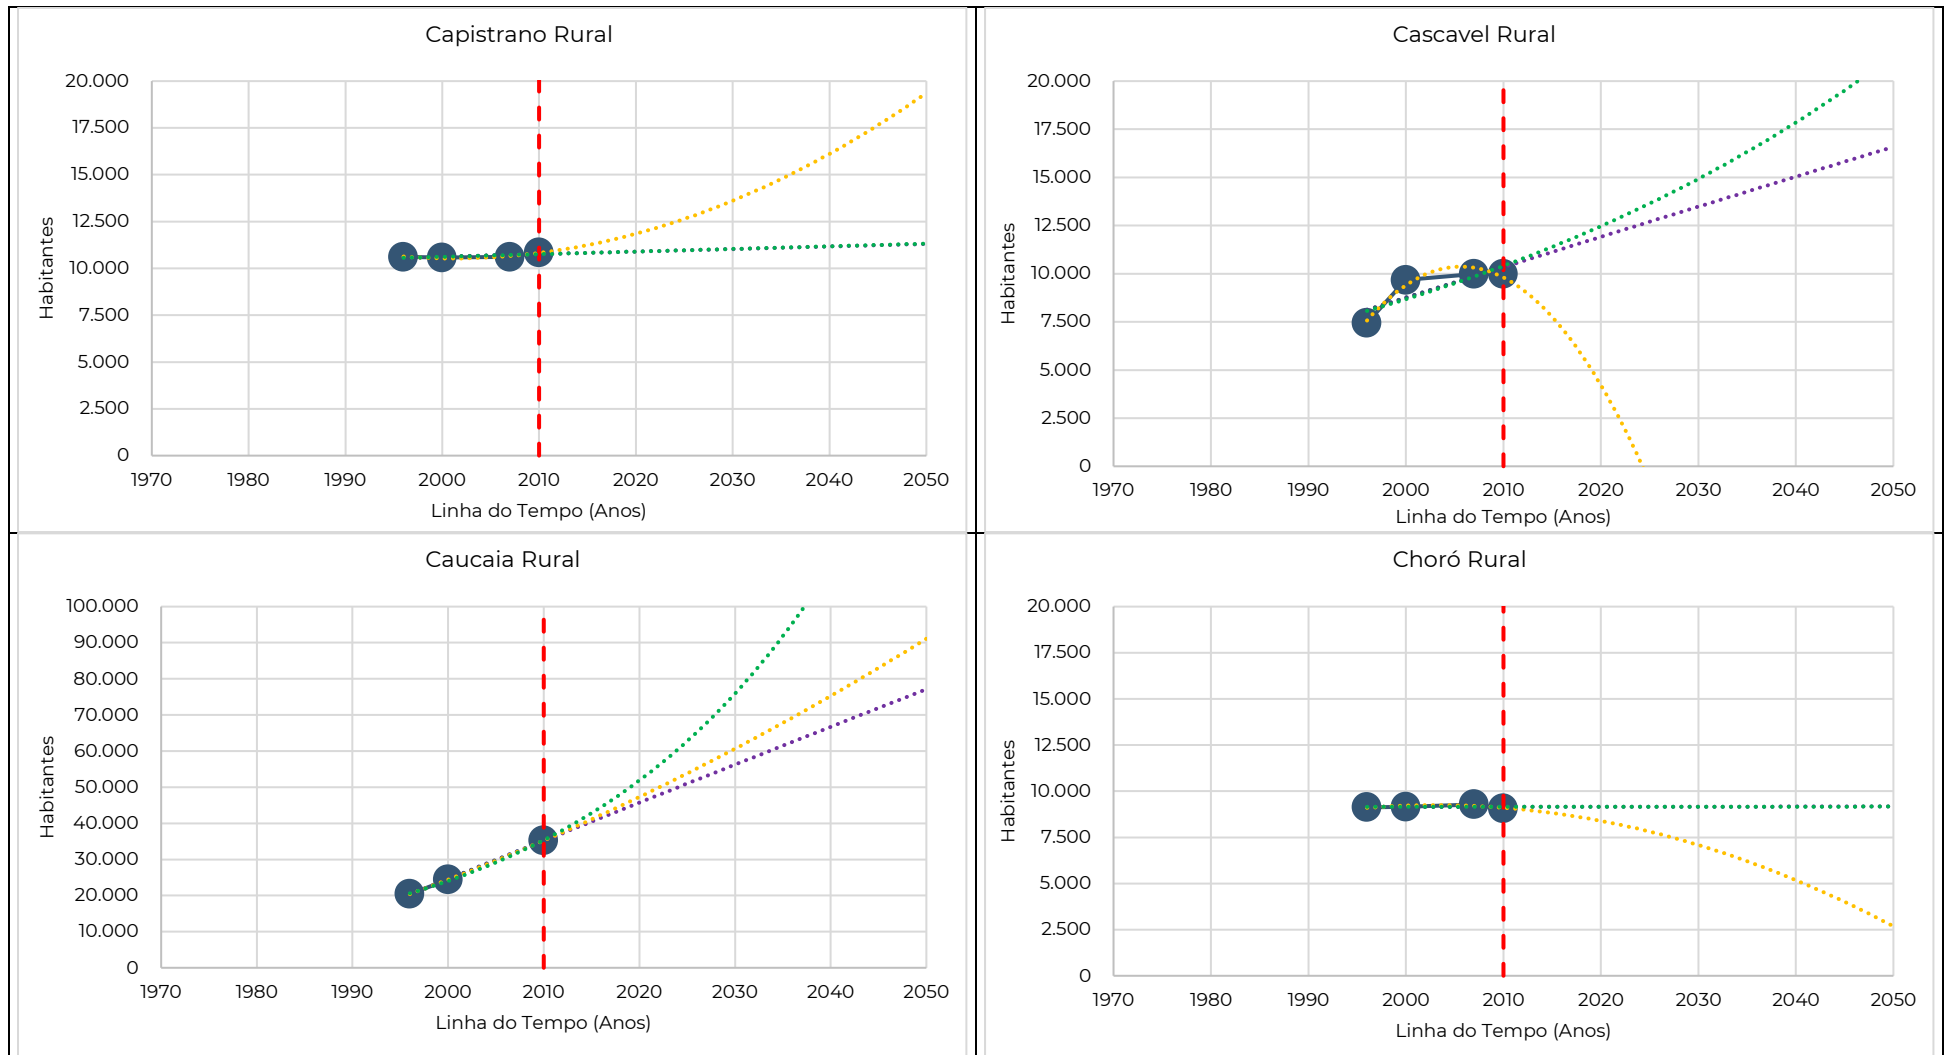 Capistrano Rural
20.000
17.500
15.000
12.500
10.000
7.500
5.000
2.500
0
Habitantes
1970 1980 1990 2000 2010 2020 2030 2040 2050
Linha do Tempo (Anos)
Cascavel Rural
20.000
17.500
15.000
12.500
10.000
7.500
5.000
2.500
0
Habitantes
1970 1980 1990 2000 2010 2020 2030 2040 2050
Linha do Tempo (Anos)
Caucaia Rural
100.000
90.000
80.000
70.000
60.000
50.000
40.000
30.000
20.000
10.000
0
Habitantes
1970 1980 1990 2000 2010 2020 2030 2040 2050
Linha do Tempo (Anos)
Choró Rural
20.000
17.500
15.000
12.500
10.000
7.500
5.000
2.500
0
Habitantes
1970 1980 1990 2000 2010 2020 2030 2040 2050
Linha do Tempo (Anos)